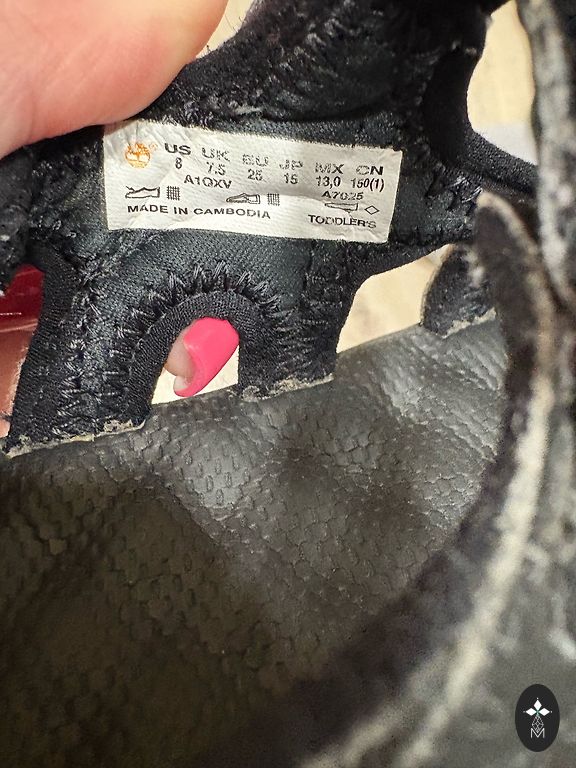 US UK EU JP MX CN
8 7.5 25 15 13,0 150(1)
A1QXV A7025
MADE IN CAMBODIA TODDLER'S
M